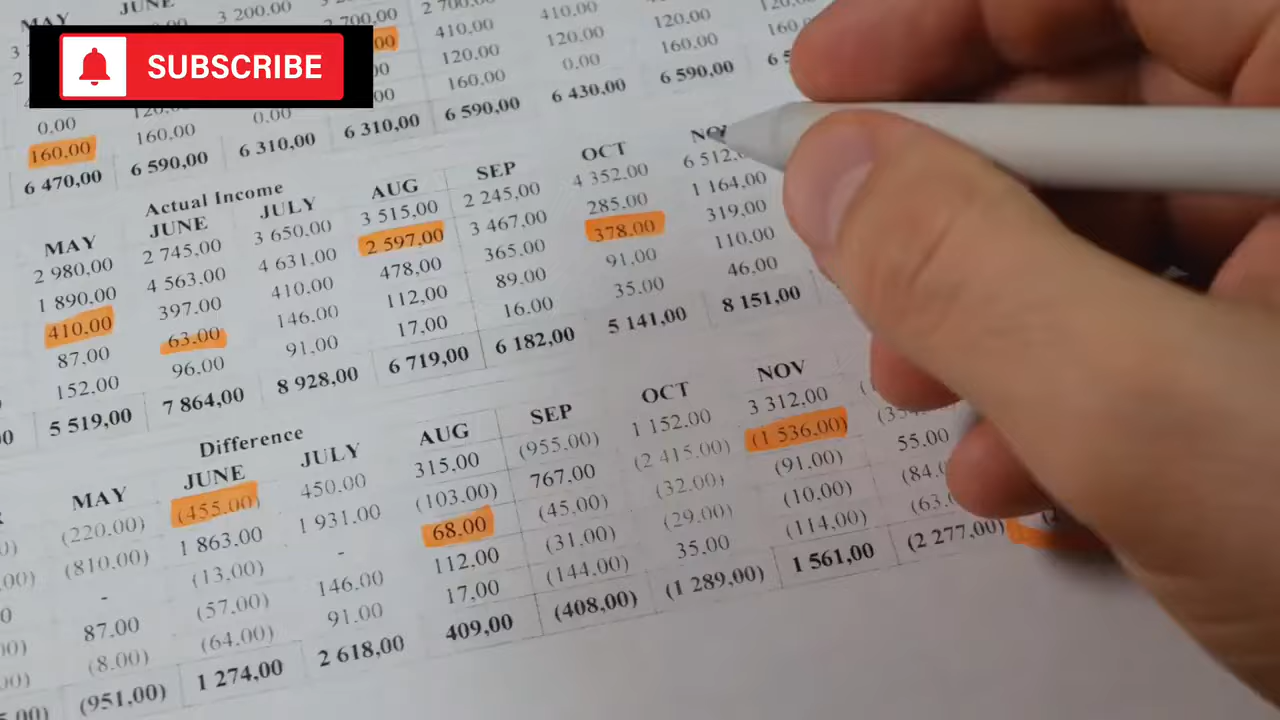 SUBSCRIBE
MAY JUNE
3 200.00 2 700.00
2 700.00 410.00 120.00 120.00
410.00 120.00 160.00 160
120.00 0.00 6 590,00
0.00 160.00 0.00 160.00 6 430,00
160.00 6 590,00 6 310,00 6 310,00 6 590,00
6 470,00
Actual Income
MAY JUNE JULY AUG SEP OCT NOV
2 980,00 2 745,00 3 650.00 3 515,00 2 245,00 4 352.00 6 512
1 890.00 4 563.00 4 631.00 2 597,00 3 467.00 285.00 1 164.00
410.00 397.00 410.00 478,00 365.00 378.00 319,00
87.00 63.00 146.00 112,00 89.00 91,00 110.00
152.00 96.00 91,00 17,00 16.00 35.00 46,00
5 519,00 7 864,00 8 928,00 6 719,00 6 182,00 5 141,00 8 151,00
Difference
MAY JUNE JULY AUG SEP OCT NOV
(220.00) (455.00) 450.00 315.00 (955.00) 1 152.00 3 312,00
(810.00) 1 863.00 1 931.00 (103.00) 767.00 (2 415.00) (1 536.00)
- (13.00) - 68.00 (45.00) (32.00) (91.00) 55.00
87.00 (57.00) 146.00 112.00 (31.00) (29.00) (10.00) (84.0
(8.00) (64.00) 91.00 17.00 (144.00) 35.00 (114,00) (63.
(951,00) 1 274,00 2 618,00 409,00 (408,00) (1 289,00) 1 561,00 (2 277,00)